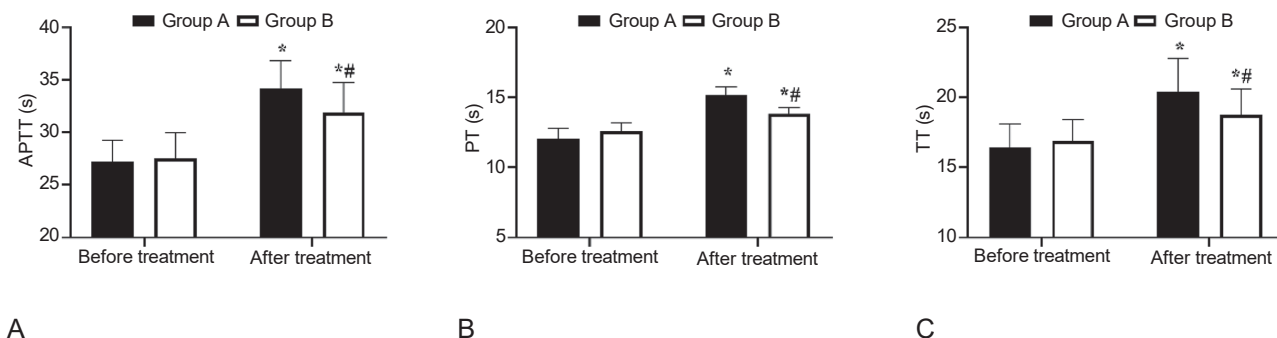 Group A Group B
40
35
30
25
20
APTT (s)
*
*#
Before treatment After treatment
A
Group A Group B
20
15
10
5
PT (s)
*
*#
Before treatment After treatment
B
Group A Group B
25
20
15
10
TT (s)
*
*#
Before treatment After treatment
C